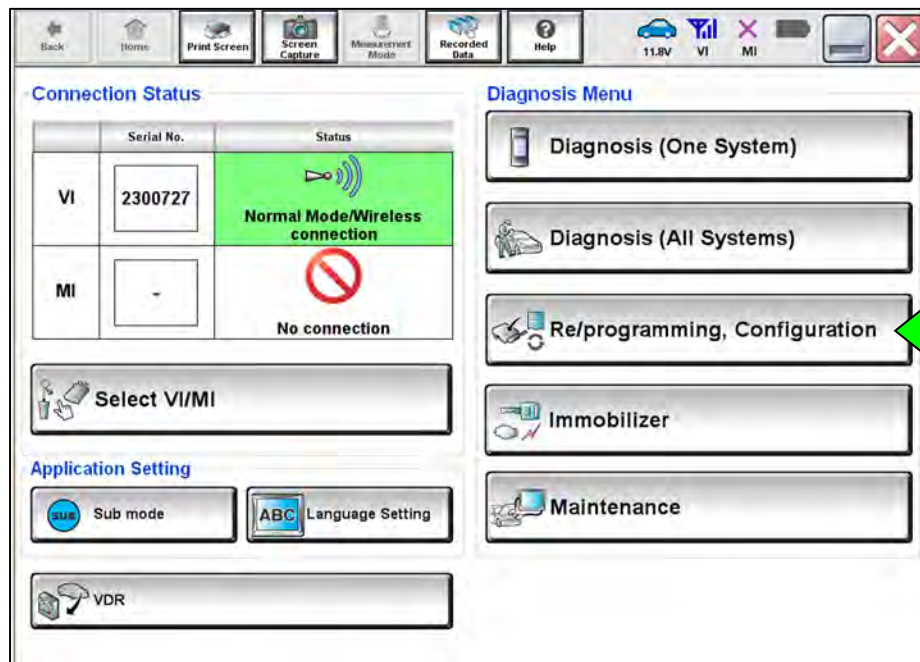 Back
Home
Print Screen
Screen
Capture
Measurement
Mode
Recorded
Data
Help
11.8V
VI
MI
Connection Status
Serial No.
Status
VI
2300727
Normal Mode/Wireless
connection
MI
-
No connection
Select VI/MI
Application Setting
SUB
Sub mode
ABC
Language Setting
VDR
Diagnosis Menu
Diagnosis (One System)
Diagnosis (All Systems)
Re/programming, Configuration
Immobilizer
Maintenance